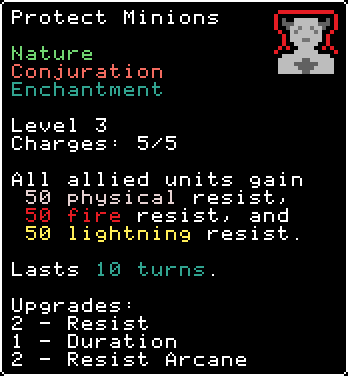 Protect Minions
Nature
Conjuration
Enchantment
Level 3
Charges: 5/5
All allied units gain
50 physical resist,
50 fire resist, and
50 lightning resist.
Lasts 10 turns.
Upgrades:
2 - Resist
1 - Duration
2 - Resist Arcane